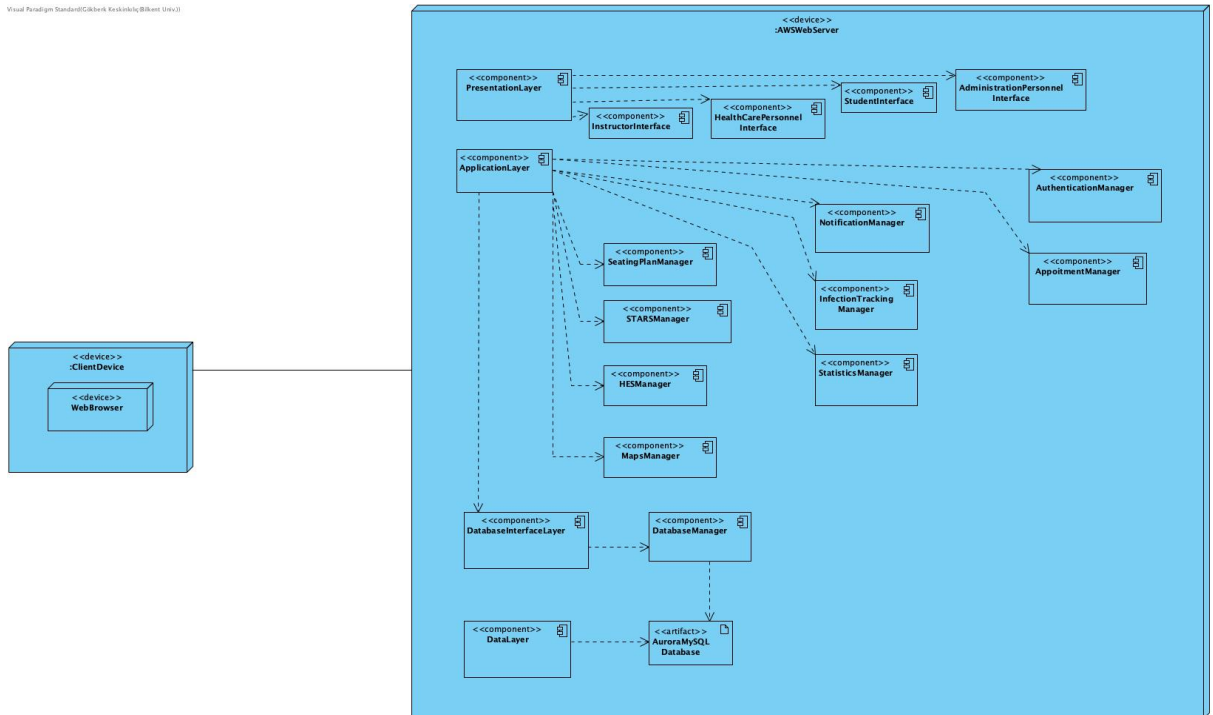 Visual Paradigm Standard(Gökberk Keskinkılıç(Bilkent Univ.))
<<device>>
:AWSWebServer
<<component>>
PresentationLayer
<<component>>
AdministrationPersonnel
Interface
<<component>>
StudentInterface
<<component>>
HealthCarePersonnel
Interface
<<component>>
InstructorInterface
<<component>>
ApplicationLayer
<<component>>
AuthenticationManager
<<component>>
NotificationManager
<<component>>
SeatingPlanManager
<<component>>
AppoitmentManager
<<component>>
InfectionTracking
Manager
<<component>>
STARSManager
<<device>>
:ClientDevice
<<device>>
WebBrowser
<<component>>
StatisticsManager
<<component>>
HESManager
<<component>>
MapsManager
<<component>>
DatabaseInterfaceLayer
<<component>>
DatabaseManager
<<component>>
DataLayer
<<artifact>>
AuroraMySQL
Database